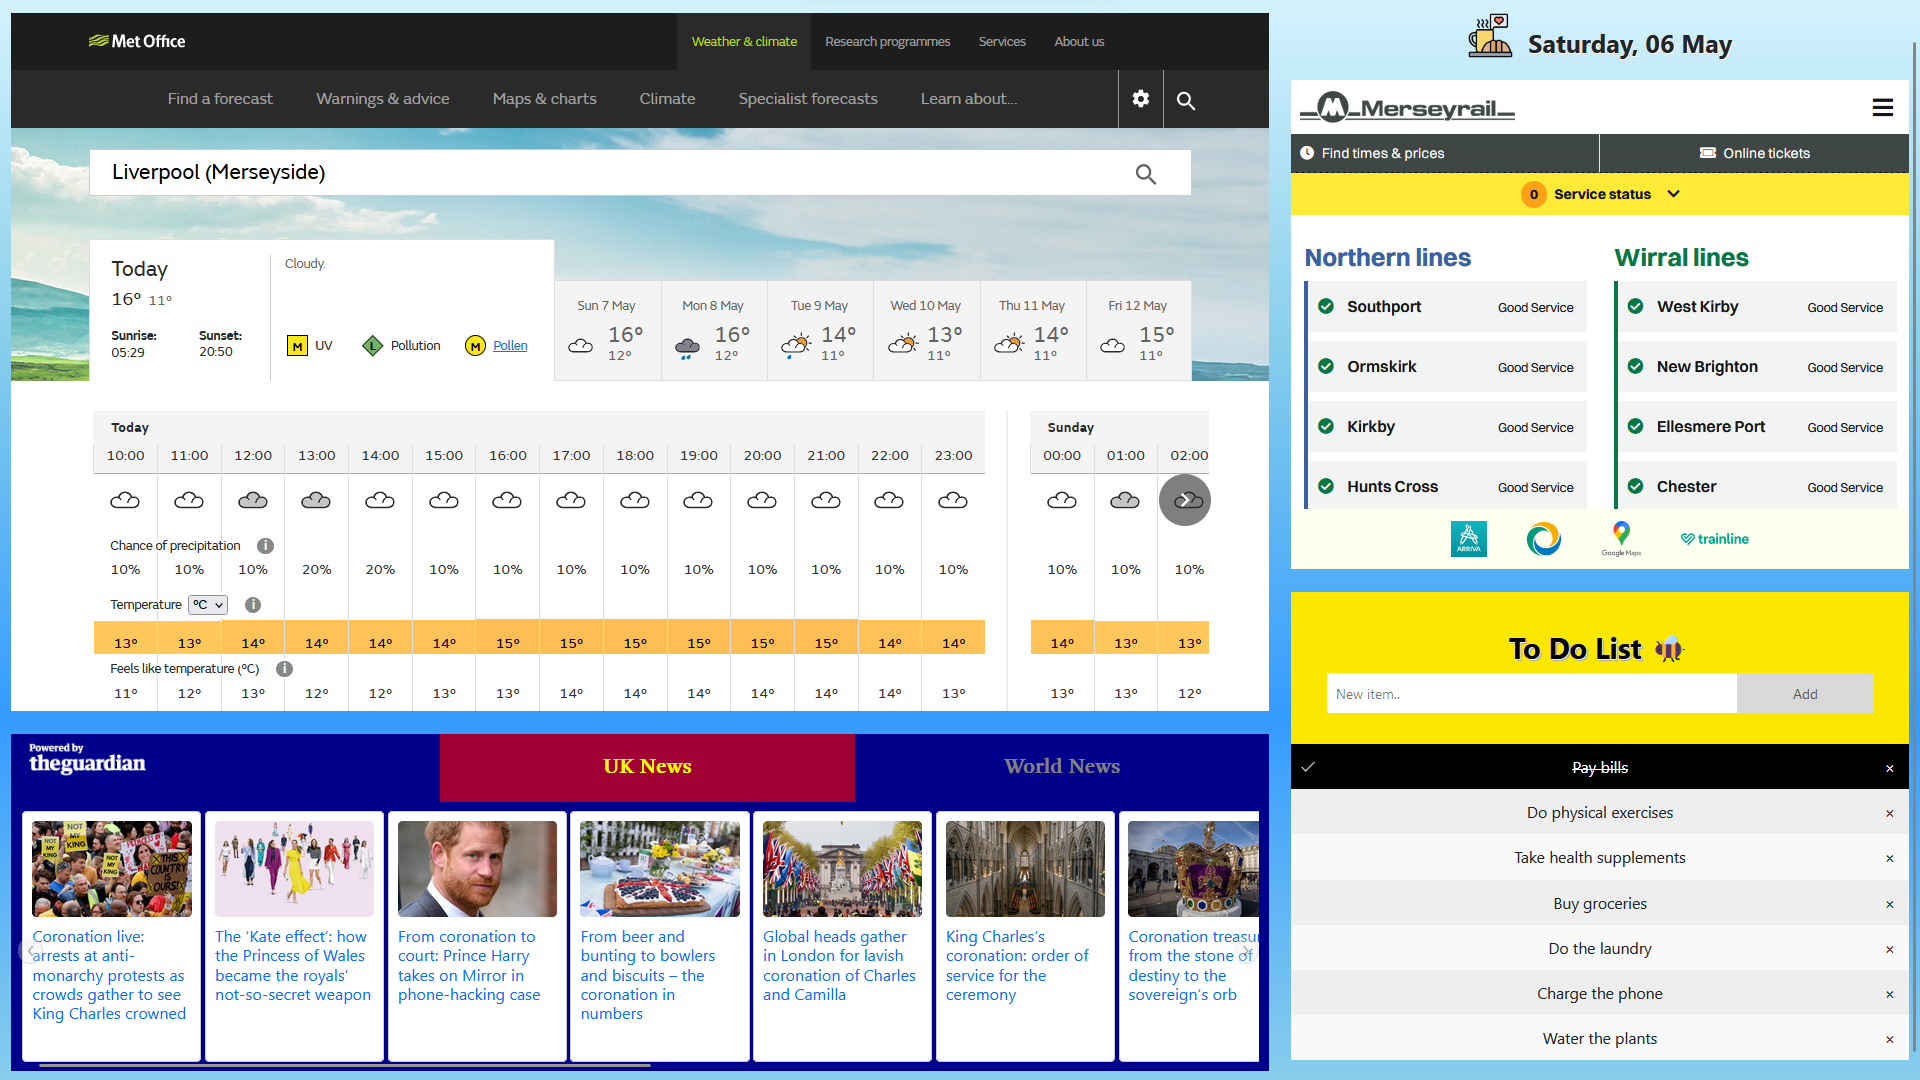 Met Office
Weather & climate
Research programmes
Services
About us
Find a forecast
Warnings & advice
Maps & charts
Climate
Specialist forecasts
Learn about...
Liverpool (Merseyside)
Today
16° 11°
Sunrise:
05:29
Sunset:
20:50
Cloudy.
M UV
L Pollution
M Pollen
Sun 7 May
16°
12°
Mon 8 May
16°
12°
Tue 9 May
14°
11°
Wed 10 May
13°
11°
Thu 11 May
14°
11°
Fri 12 May
15°
11°
Today
Sunday
10:00 11:00 12:00 13:00 14:00 15:00 16:00 17:00 18:00 19:00 20:00 21:00 22:00 23:00 00:00 01:00 02:00
Chance of precipitation i
10% 10% 10% 20% 20% 10% 10% 10% 10% 10% 10% 10% 10% 10% 10% 10% 10%
Temperature °C i
13° 13° 14° 14° 14° 14° 15° 15° 15° 15° 15° 15° 14° 14° 14° 13° 13°
Feels like temperature (°C) i
11° 12° 13° 12° 12° 13° 13° 14° 14° 14° 14° 14° 14° 13° 13° 13° 12°
Powered by
theguardian
UK News
World News
NOT
MY
KING
NOT
MY
KING
NOT
MY
KING
THIS
COUNTRY
IS
OURS!
Coronation live:
arrests at anti-
monarchy protests as
crowds gather to see
King Charles crowned
The ‘Kate effect’: how
the Princess of Wales
became the royals’
not-so-secret weapon
From coronation to
court: Prince Harry
takes on Mirror in
phone-hacking case
From beer and
bunting to bowlers
and biscuits – the
coronation in
numbers
Global heads gather
in London for lavish
coronation of Charles
and Camilla
King Charles’s
coronation: order of
service for the
ceremony
Coronation treasu
from the stone of
destiny to the
sovereign’s orb
Saturday, 06 May
Merseyrail
Find times & prices
Online tickets
0 Service status
Northern lines
Southport Good Service
Ormskirk Good Service
Kirkby Good Service
Hunts Cross Good Service
Wirral lines
West Kirby Good Service
New Brighton Good Service
Ellesmere Port Good Service
Chester Good Service
ARRIVA
Google Maps
trainline
To Do List
New item..
Add
Pay bills ×
Do physical exercises ×
Take health supplements ×
Buy groceries ×
Do the laundry ×
Charge the phone ×
Water the plants ×